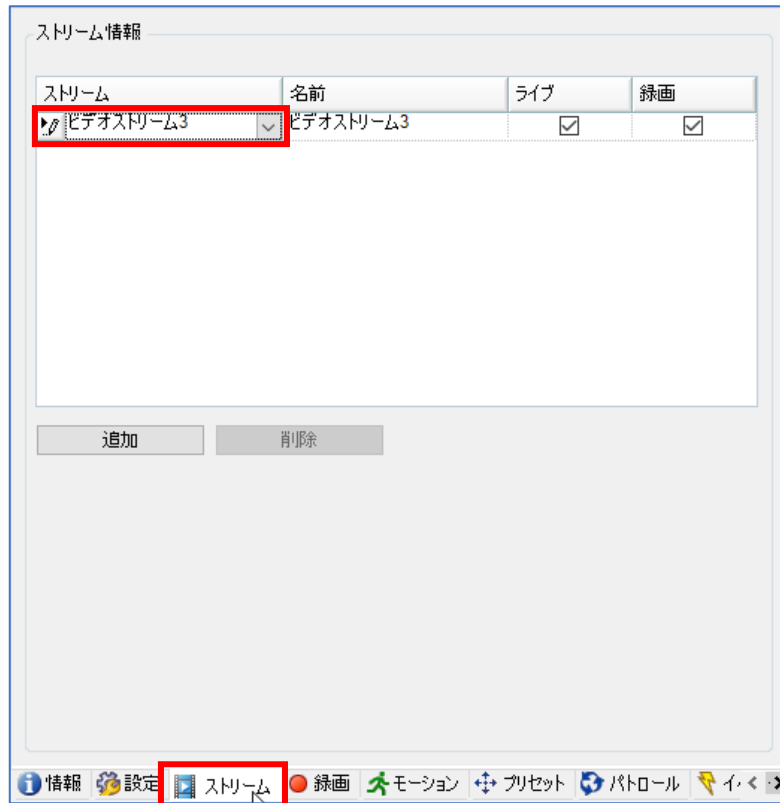 ストリーム情報
ストリーム 名前 ライブ 録画
ビデオストリーム3 ビデオストリーム3
追加 削除
情報 設定 ストリーム 録画 モーション プリセット パトロール